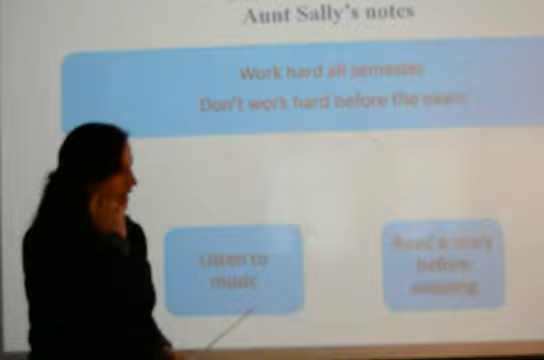 Aunt Sally's notes
Work hard all semester
Don't work hard before the exam
Listen to
music
Read a story
before